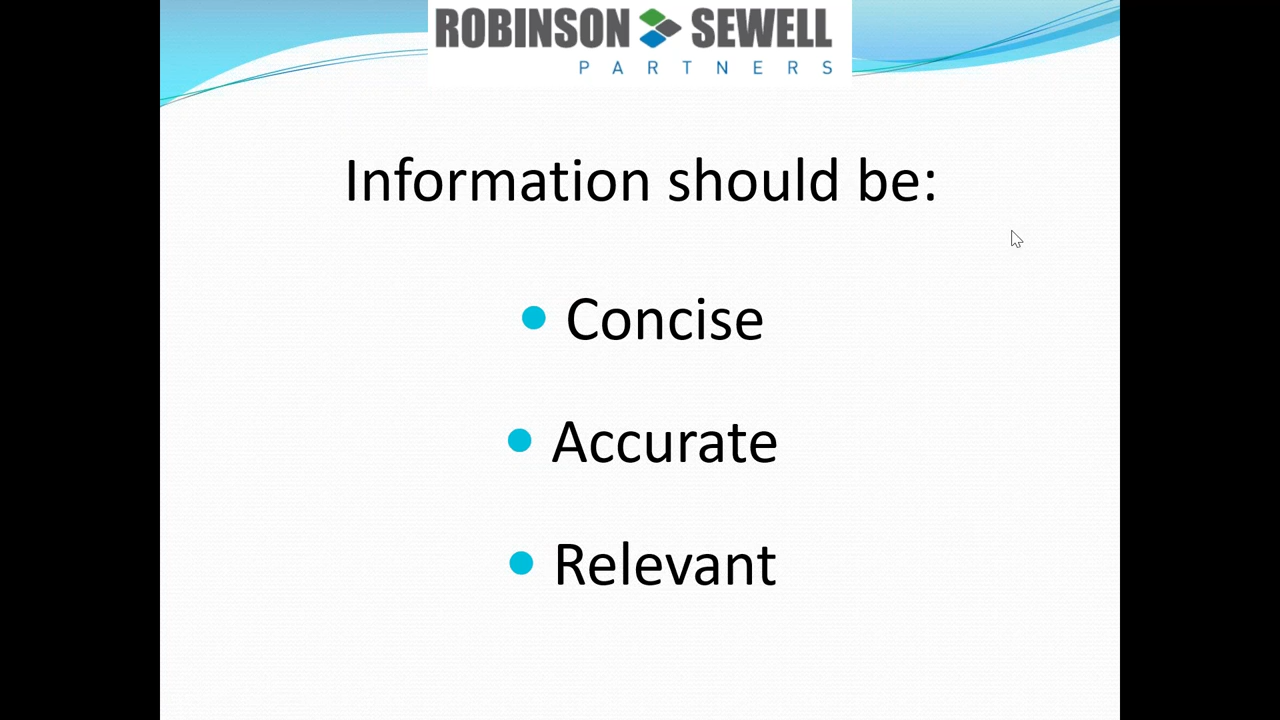 ROBINSON SEWELL
PARTNERS
Information should be:
• Concise
• Accurate
• Relevant